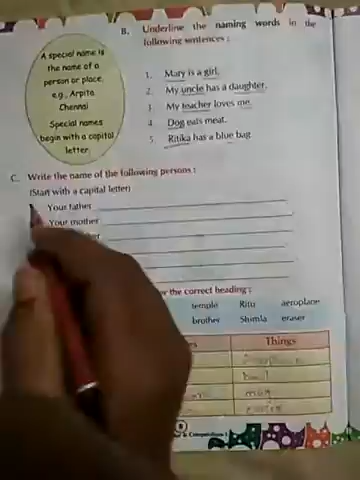 B. Underline the naming words in the
following sentences :
A special name is
the name of a
person or place,
e.g., Arpita
Chennai
Special names
begin with a capital
letter.
1. Mary is a girl.
2. My uncle has a daughter.
3. My teacher loves me.
4. Dog eats meat.
5. Ritika has a blue bag.
C. Write the name of the following persons :
(Start with a capital letter)
Your father
Your mother
the correct heading :
temple Ritu aeroplane
brother Shimla eraser
Things